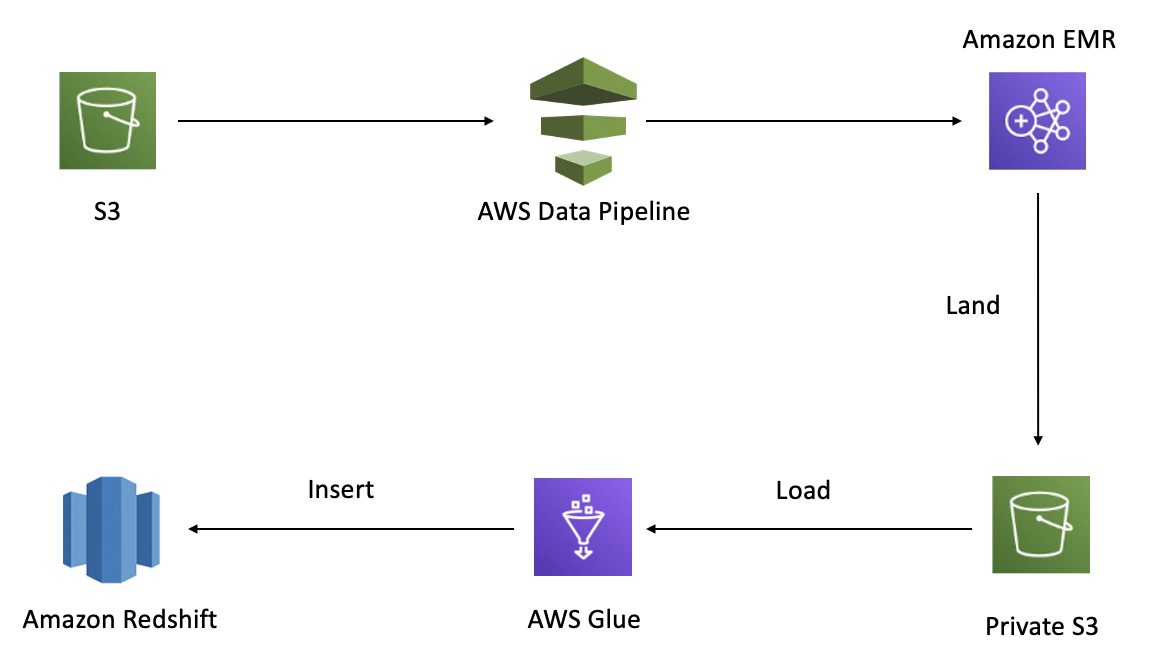 Amazon EMR
S3
AWS Data Pipeline
Land
Insert
Load
Amazon Redshift
AWS Glue
Private S3